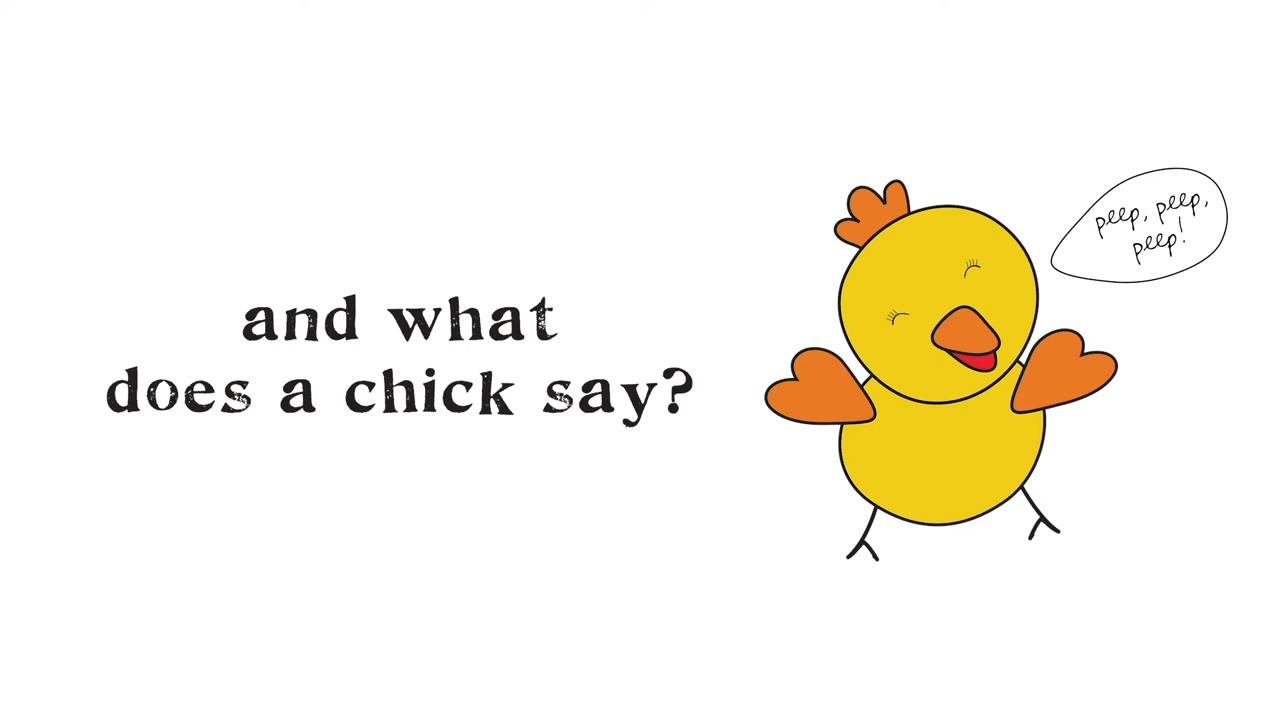 and what
does a chick say?
peep, peep,
peep!